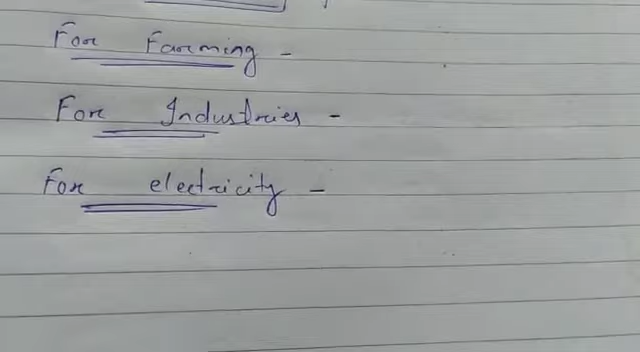 For Farming -
For Industries -
For electricity -